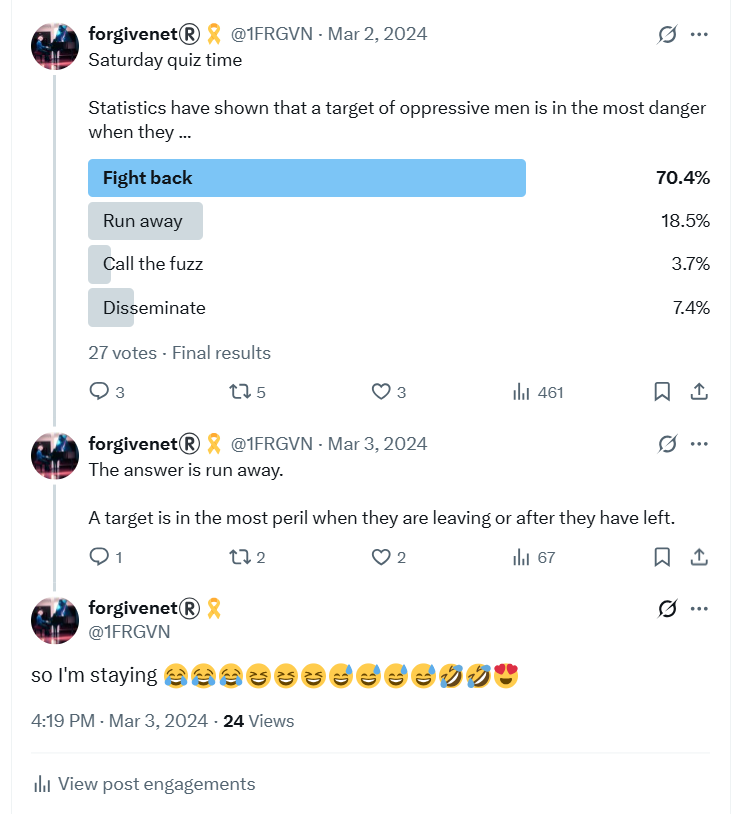 forgivenet®🎗 @1FRGVN · Mar 2, 2024
Saturday quiz time
Statistics have shown that a target of oppressive men is in the most danger
when they ...
Fight back 70.4%
Run away 18.5%
Call the fuzz 3.7%
Disseminate 7.4%
27 votes · Final results
3 5 3 461
forgivenet®🎗 @1FRGVN · Mar 3, 2024
The answer is run away.
A target is in the most peril when they are leaving or after they have left.
1 2 2 67
forgivenet®🎗
@1FRGVN
so I'm staying 😂😂😂😆😆😆😅😅😅😅🤣🤣😍
4:19 PM · Mar 3, 2024 · 24 Views
View post engagements